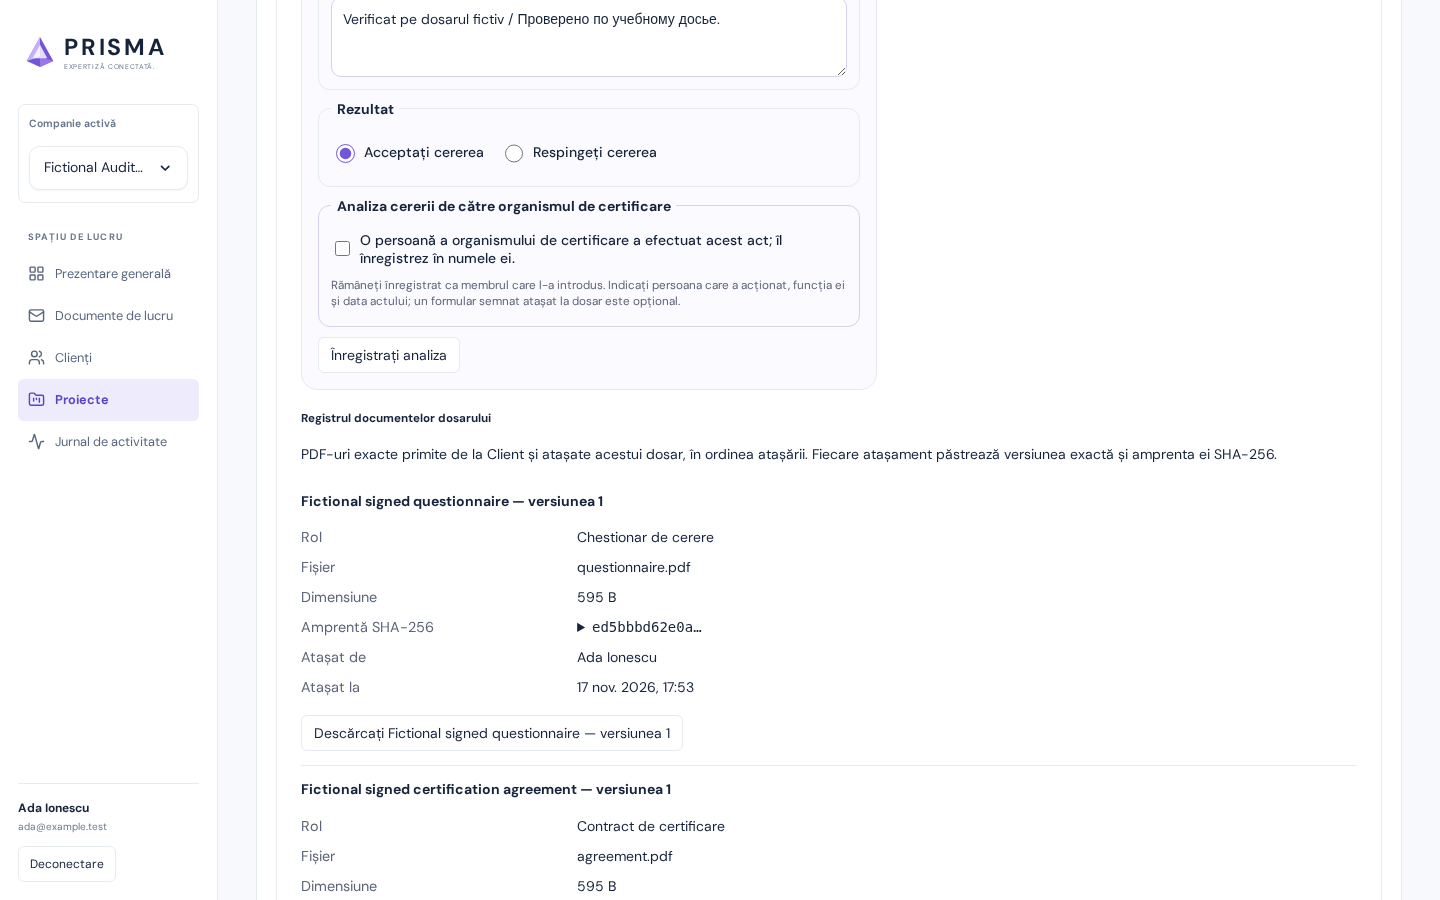 PRISMA
EXPERTIZĂ CONECTATĂ.
Companie activă
Fictional Audit…
SPAȚIU DE LUCRU
Prezentare generală
Documente de lucru
Clienți
Proiecte
Jurnal de activitate
Ada Ionescu
ada@example.test
Deconectare
Verificat pe dosarul fictiv / Проверено по учебному досье.
Rezultat
Acceptați cererea
Respingeți cererea
Analiza cererii de către organismul de certificare
O persoană a organismului de certificare a efectuat acest act; îl
înregistrez în numele ei.
Rămâneți înregistrat ca membrul care l-a introdus. Indicați persoana care a acționat, funcția ei
și data actului; un formular semnat atașat la dosar este opțional.
Înregistrați analiza
Registrul documentelor dosarului
PDF-uri exacte primite de la Client și atașate acestui dosar, în ordinea atașării. Fiecare atașament păstrează versiunea exactă și amprenta ei SHA-256.
Fictional signed questionnaire — versiunea 1
Rol
Chestionar de cerere
Fișier
questionnaire.pdf
Dimensiune
595 B
Amprentă SHA-256
▶ ed5bbbd62e0a…
Atașat de
Ada Ionescu
Atașat la
17 nov. 2026, 17:53
Descărcați Fictional signed questionnaire — versiunea 1
Fictional signed certification agreement — versiunea 1
Rol
Contract de certificare
Fișier
agreement.pdf
Dimensiune
595 B